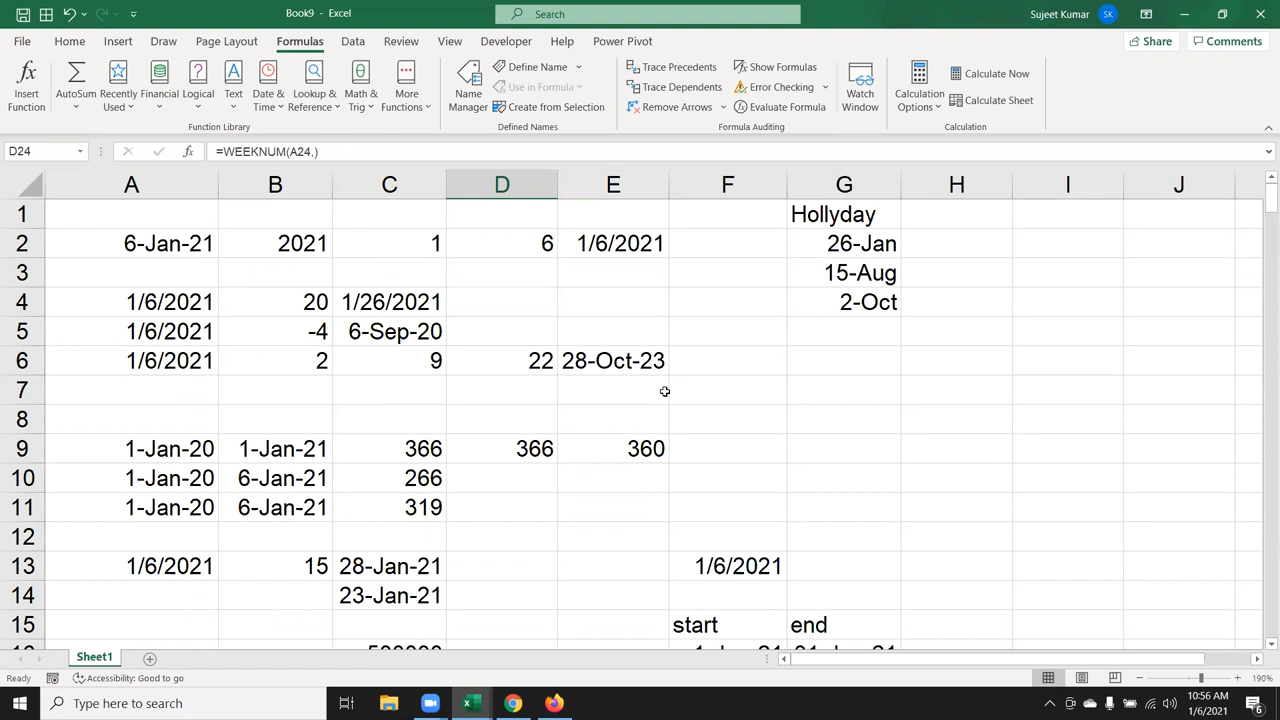 Book9 - Excel
Search
Sujeet Kumar
SK
File Home Insert Draw Page Layout Formulas Data Review View Developer Help Power Pivot
Share
Comments
Insert Function
AutoSum
Recently Used
Financial
Logical
Text
Date & Time
Lookup & Reference
Math & Trig
More Functions
Function Library
Name Manager
Define Name
Use in Formula
Create from Selection
Defined Names
Trace Precedents
Trace Dependents
Remove Arrows
Show Formulas
Error Checking
Evaluate Formula
Formula Auditing
Watch Window
Calculation Options
Calculate Now
Calculate Sheet
Calculation
D24
fx
=WEEKNUM(A24,)
A B C D E F G H I J
1 Hollyday
2 6-Jan-21 2021 1 6 1/6/2021 26-Jan
3 15-Aug
4 1/6/2021 20 1/26/2021 2-Oct
5 1/6/2021 -4 6-Sep-20
6 1/6/2021 2 9 22 28-Oct-23
7
8
9 1-Jan-20 1-Jan-21 366 366 360
10 1-Jan-20 6-Jan-21 266
11 1-Jan-20 6-Jan-21 319
12
13 1/6/2021 15 28-Jan-21 1/6/2021
14 23-Jan-21
15 start end
Sheet1
Ready
Accessibility: Good to go
190%
Type here to search
10:56 AM
1/6/2021
6